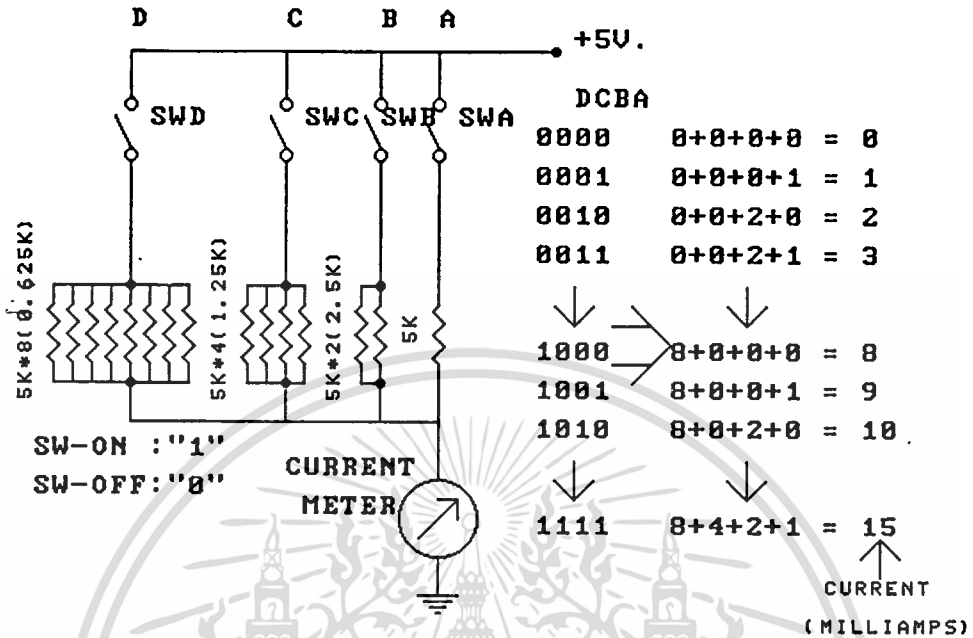 D C B A
+5V.
SWD SWC SWB SWA
DCBA
0000 0+0+0+0 = 0
0001 0+0+0+1 = 1
0010 0+0+2+0 = 2
0011 0+0+2+1 = 3
5K*8(0.625K)
5K*4(1.25K)
5K*2(2.5K)
5K
1000 8+0+0+0 = 8
1001 8+0+0+1 = 9
1010 8+0+2+0 = 10
SW-ON :"1"
SW-OFF:"0"
CURRENT
METER
1111 8+4+2+1 = 15
CURRENT
(MILLIAMPS)